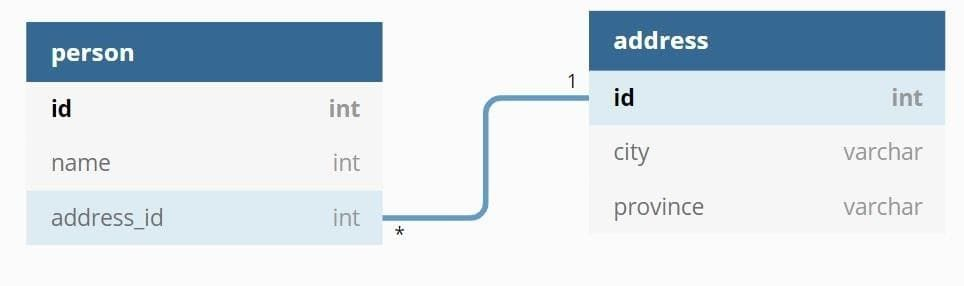 person
id int
name int
address_id int
*
1
address
id int
city varchar
province varchar